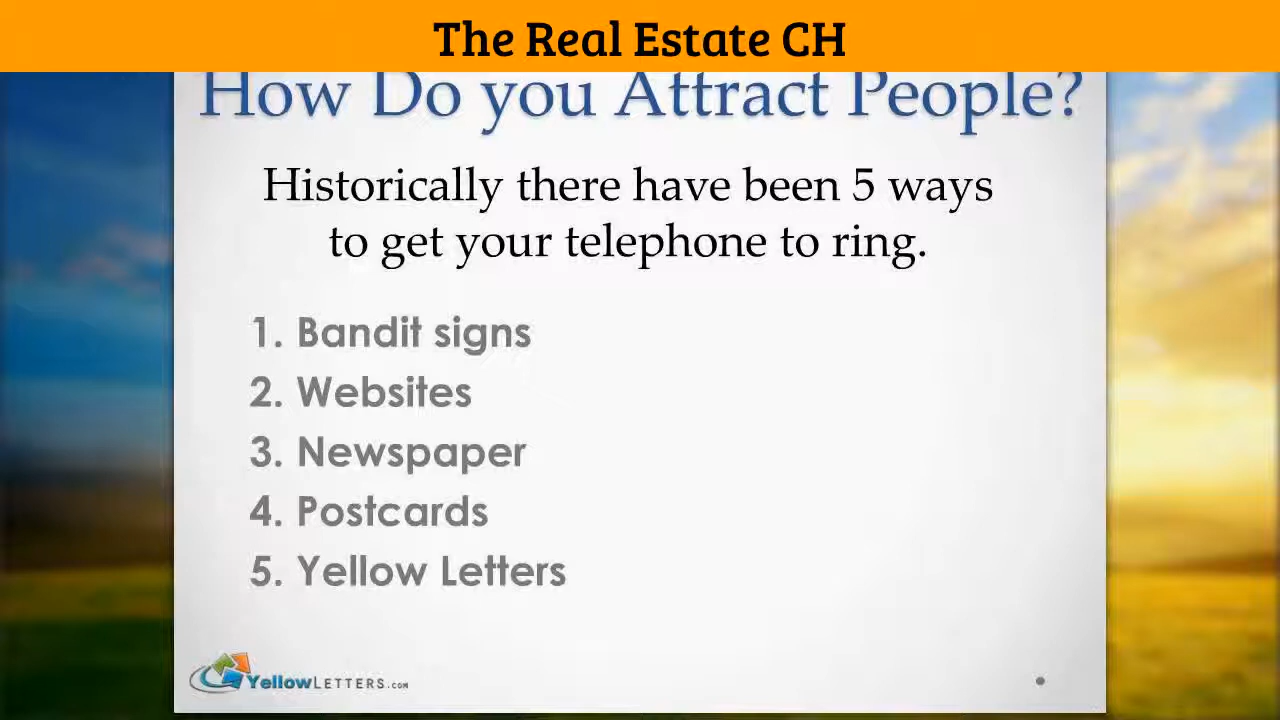 The Real Estate CH
How Do you Attract People?
Historically there have been 5 ways
to get your telephone to ring.
1. Bandit signs
2. Websites
3. Newspaper
4. Postcards
5. Yellow Letters
YellowLETTERS.com